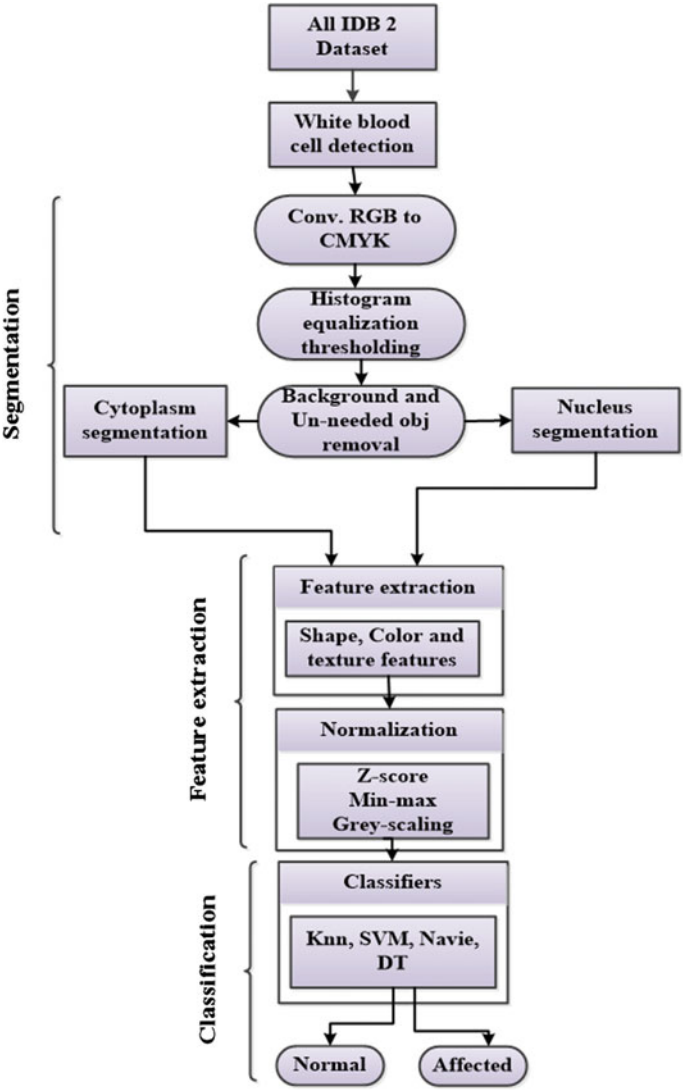 All IDB 2
Dataset
White blood
cell detection
Conv. RGB to
CMYK
Histogram
equalization
thresholding
Segmentation
Cytoplasm
segmentation
Background and
Un-needed obj
removal
Nucleus
segmentation
Feature extraction
Feature extraction
Shape, Color and
texture features
Normalization
Z-score
Min-max
Grey-scaling
Classification
Classifiers
Knn, SVM, Navie,
DT
Normal
Affected